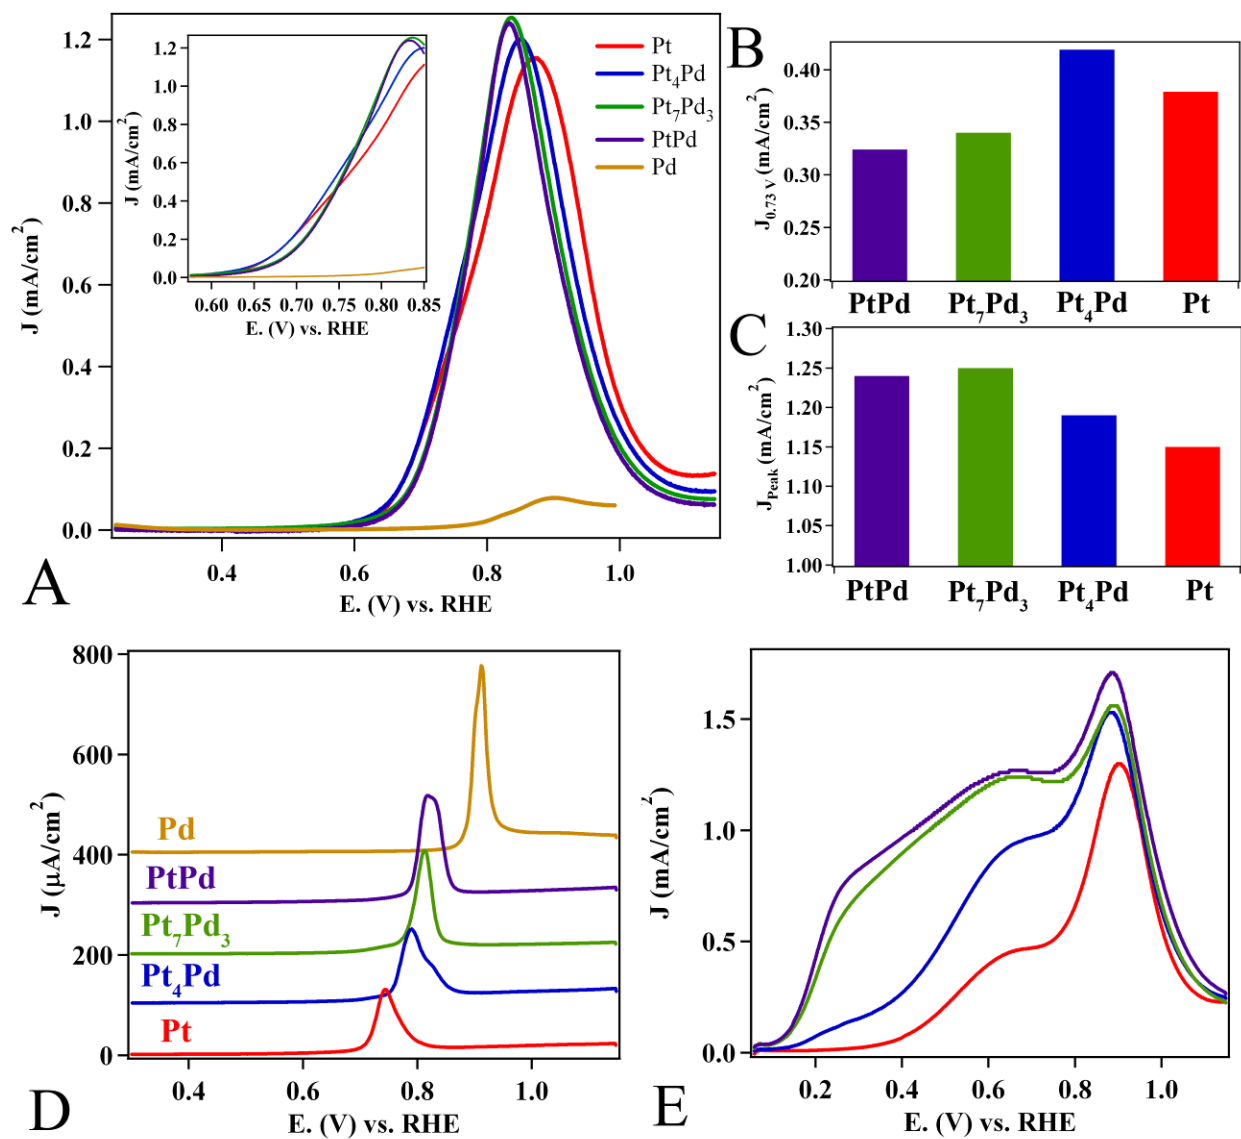 A
J (mA/cm²)
1.2
1.0
0.8
0.6
0.4
0.2
0.0
0.4 0.6 0.8 1.0
E. (V) vs. RHE
Pt
Pt₄Pd
Pt₇Pd₃
PtPd
Pd
J (mA/cm²)
1.2
1.0
0.8
0.6
0.4
0.2
0.0
0.60 0.65 0.70 0.75 0.80 0.85
E. (V) vs. RHE
B
J₀.₇₃ ᵥ (mA/cm²)
0.40
0.35
0.30
0.25
0.20
PtPd Pt₇Pd₃ Pt₄Pd Pt
C
J_Peak (mA/cm²)
1.30
1.25
1.20
1.15
1.10
1.05
1.00
PtPd Pt₇Pd₃ Pt₄Pd Pt
D
J (μA/cm²)
800
600
400
200
0
Pd
PtPd
Pt₇Pd₃
Pt₄Pd
Pt
0.4 0.6 0.8 1.0
E. (V) vs. RHE
E
J (mA/cm²)
1.5
1.0
0.5
0.0
0.2 0.4 0.6 0.8 1.0
E. (V) vs. RHE